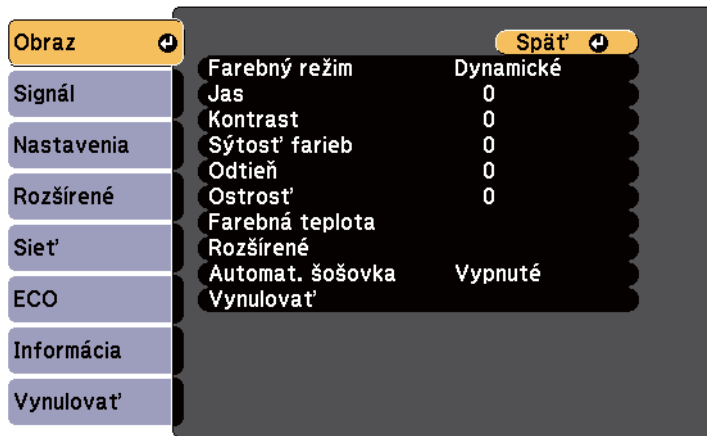 Obraz
Signál
Nastavenia
Rozšírené
Sieť
ECO
Informácia
Vynulovať
Späť
Farebný režim Dynamické
Jas 0
Kontrast 0
Sýtosť farieb 0
Odtieň 0
Ostrosť 0
Farebná teplota
Rozšírené
Automat. šošovka Vypnuté
Vynulovať